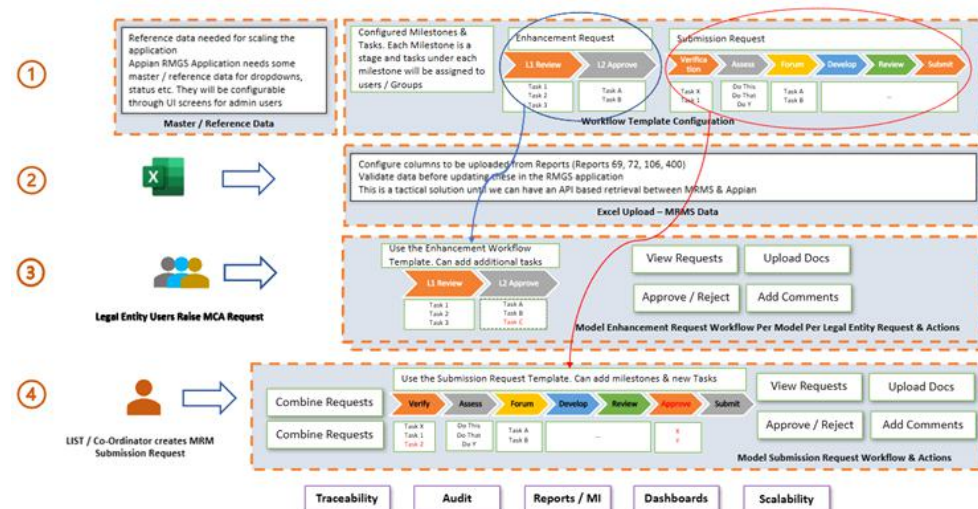 1
Reference data needed for scaling the
application
Appian RMGS Application needs some
master / reference data for dropdowns,
status etc. They will be configurable
through UI screens for admin users
Master / Reference Data
Configured Milestones &
Tasks. Each Milestone is a
stage and tasks under each
milestone will be assigned to
users / Groups
Enhancement Request
L1 Review
L2 Approve
Task 1
Task 2
Task 3
Task A
Task B
Submission Request
Verifica
tion
Assess
Forum
Develop
Review
Submit
Task X
Task 1
Do This
Do That
Do Y
Task A
Task B
...
Workflow Template Configuration
2
X
Configure columns to be uploaded from Reports (Reports 69, 72, 106, 400)
Validate data before updating these in the RMGS application
This is a tactical solution until we can have an API based retrieval between MRMS & Appian
Excel Upload – MRMS Data
3
Legal Entity Users Raise MCA Request
Use the Enhancement Workflow
Template. Can add additional tasks
L1 Review
L2 Approve
Task 1
Task 2
Task 3
Task A
Task B
Task C
View Requests
Upload Docs
Approve / Reject
Add Comments
Model Enhancement Request Workflow Per Model Per Legal Entity Request & Actions
4
LIST / Co-Ordinator creates MRM
Submission Request
Combine Requests
Combine Requests
Use the Submission Request Template. Can add milestones & new Tasks
Verify
Assess
Forum
Develop
Review
Approve
Submit
Task X
Task 1
Task Z
Do This
Do That
Do Y
Task A
Task B
...
View Requests
Upload Docs
Approve / Reject
Add Comments
Model Submission Request Workflow & Actions
Traceability
Audit
Reports / MI
Dashboards
Scalability